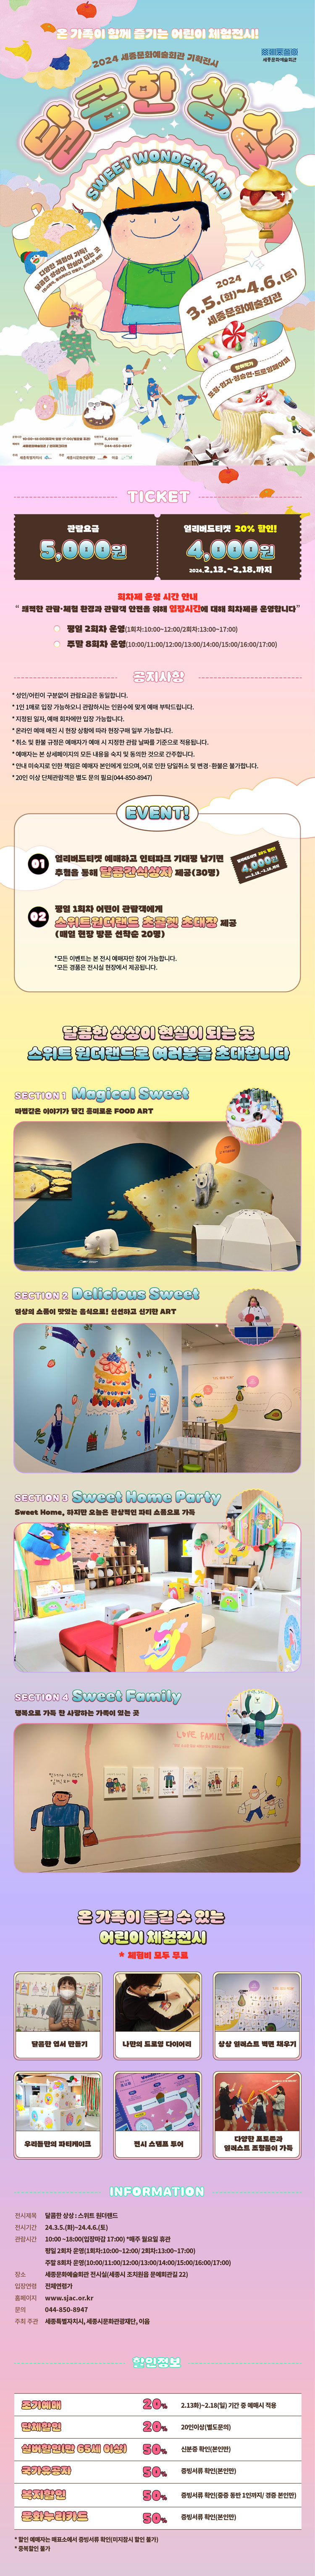 온 가족이 함께 즐기는 어린이 체험전시!
세종문화예술회관
2024 세종문화예술회관 기획전시
달콤한 상상
SWEET WONDERLAND
2024
3.5.(화)~4.6.(토)
세종문화예술회관
TICKET
관람요금
5,000원
얼리버드티켓 20% 할인!
4,000원
2024.2.13.~2.18.까지
회차제 운영 시간 안내
“ 쾌적한 관람·체험 환경과 관람객 안전을 위해 입장시간에 대해 회차제를 운영합니다”
평일 2회차 운영(1회차:10:00~12:00/2회차:13:00~17:00)
주말 8회차 운영(10:00/11:00/12:00/13:00/14:00/15:00/16:00/17:00)
공지사항
* 성인/어린이 구분없이 관람요금은 동일합니다.
* 1인 1매로 입장 가능하오니 관람하시는 인원수에 맞게 예매 부탁드립니다.
* 지정된 일자, 예매 회차에만 입장 가능합니다.
* 온라인 예매 매진 시 현장 상황에 따라 현장구매 일부 가능합니다.
* 취소 및 환불 규정은 예매자가 예매 시 지정한 관람 날짜를 기준으로 적용됩니다.
* 예매자는 본 상세페이지의 모든 내용을 숙지 및 동의한 것으로 간주합니다.
* 안내 미숙지로 인한 책임은 예매자 본인에게 있으며, 이로 인한 당일취소 및 변경·환불은 불가합니다.
* 20인 이상 단체관람객은 별도 문의 필요(044-850-8947)
EVENT!
01
얼리버드티켓 예매하고 인터파크 기대평 남기면
추첨을 통해 달콤간식상자 제공(30명)
얼리버드티켓 20% 할인!
4,000원
02
평일 1회차 어린이 관람객에게
스위트원더랜드 초콜렛 초대장 제공
(매일 현장 방문 선착순 20명)
*모든 이벤트는 본 전시 예매자만 참여 가능합니다.
*모든 경품은 전시실 현장에서 제공됩니다.
달콤한 상상이 현실이 되는 곳
스위트 원더랜드로 여러분을 초대합니다
SECTION 1 Magical Sweet
마법같은 이야기가 담긴 흥미로운 FOOD ART
SECTION 2 Delicious Sweet
일상의 소품이 맛있는 음식으로! 신선하고 신기한 ART
SECTION 3 Sweet Home Party
Sweet Home, 하지만 오늘은 환상적인 파티 소품으로 가득
SECTION 4 Sweet Family
행복으로 가득 한 사랑하는 가족이 있는 곳
LOVE FAMILY
온 가족이 즐길 수 있는
어린이 체험전시
* 체험비 모두 무료
달콤한 엽서 만들기
나만의 드로잉 다이어리
상상 일러스트 벽면 채우기
우리들만의 파티케이크
전시 스탬프 투어
다양한 포토존과
일러스트 조형물이 가득
INFORMATION
전시제목 달콤한 상상 : 스위트 원더랜드
전시기간 24.3.5.(화)~24.4.6.(토)
관람시간 10:00 ~18:00(입장마감 17:00) *매주 월요일 휴관
평일 2회차 운영(1회차:10:00~12:00/ 2회차:13:00~17:00)
주말 8회차 운영(10:00/11:00/12:00/13:00/14:00/15:00/16:00/17:00)
장소 세종문화예술회관 전시실(세종시 조치원읍 문예회관길 22)
입장연령 전체연령가
홈페이지 www.sjac.or.kr
문의 044-850-8947
주최 주관 세종특별자치시, 세종시문화관광재단, 이음
할인정보
조기예매 20% 2.13화)~2.18(일) 기간 중 예매시 적용
단체할인 20% 20인이상(별도문의)
실버할인(만 65세 이상) 50% 신분증 확인(본인만)
국가유공자 50% 증빙서류 확인(본인만)
복지할인 50% 증빙서류 확인(중증 동반 1인까지/ 경증 본인만)
문화누리카드 50% 증빙서류 확인(본인만)
* 할인 예매자는 매표소에서 증빙서류 확인(미지참시 할인 불가)
* 중복할인 불가